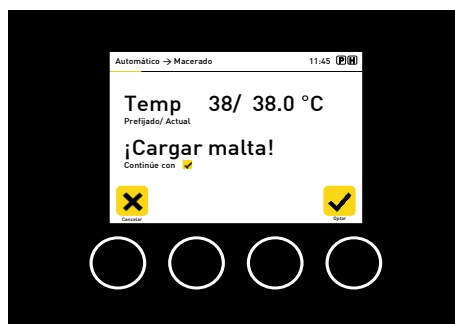 Automático → Macerado 11:45 P H
Temp 38/ 38.0 °C
Prefijado/ Actual
¡Cargar malta!
Continúe con
Cancelar Optar